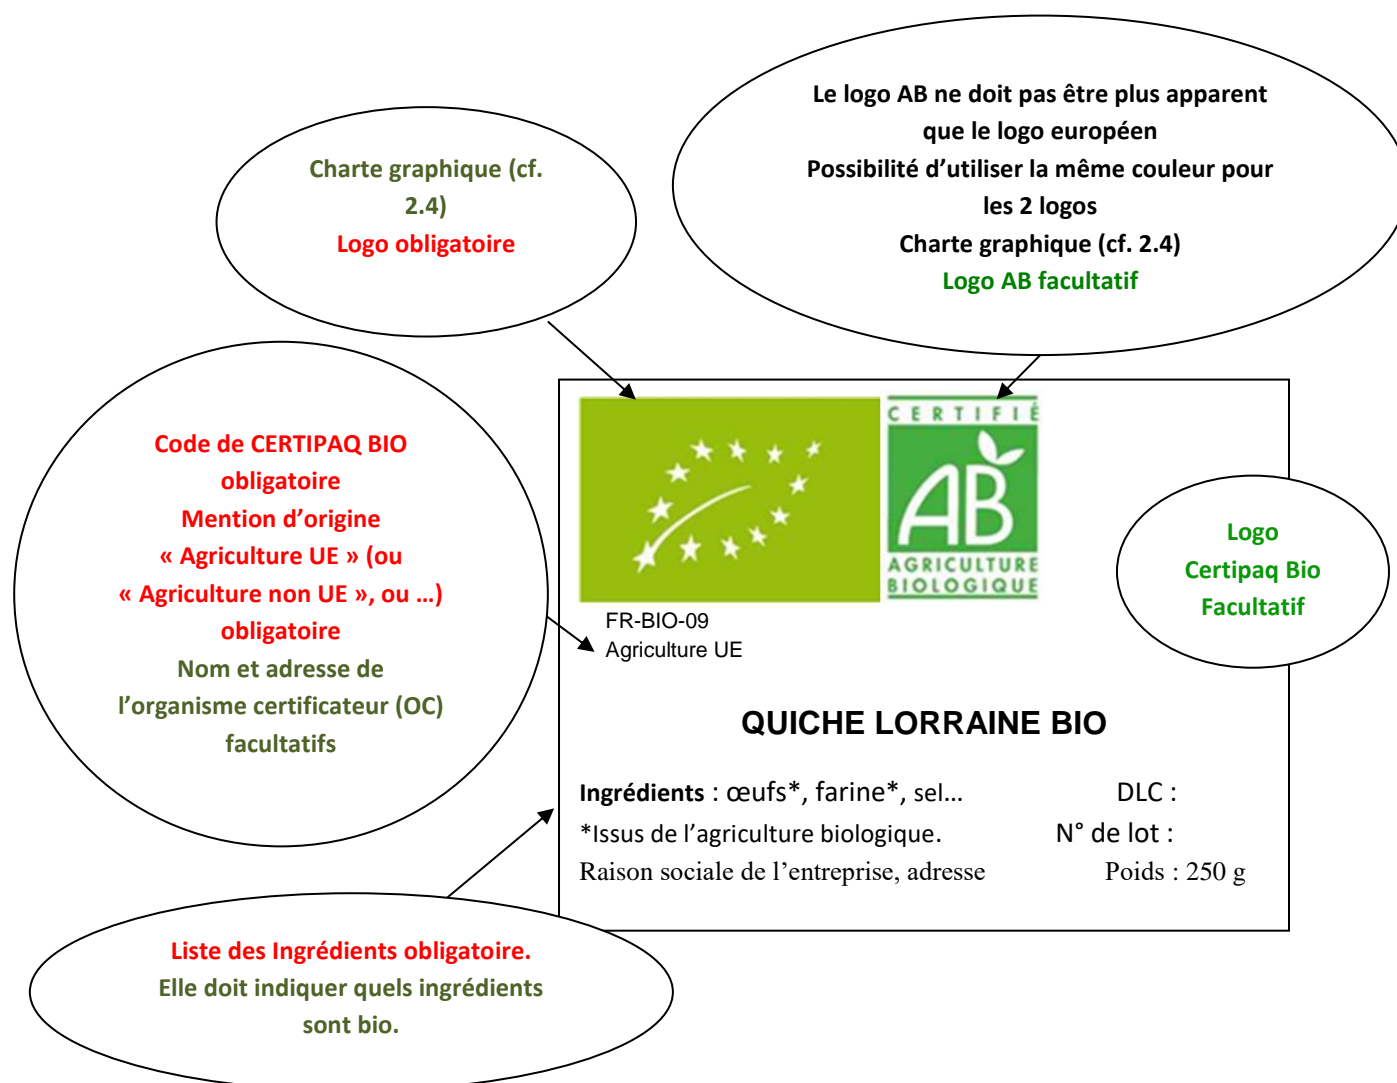 Le logo AB ne doit pas être plus apparent
que le logo européen
Possibilité d’utiliser la même couleur pour
les 2 logos
Charte graphique (cf. 2.4)
Logo AB facultatif
Charte graphique (cf.
2.4)
Logo obligatoire
Code de CERTIPAQ BIO
obligatoire
Mention d’origine
« Agriculture UE » (ou
« Agriculture non UE », ou …)
obligatoire
Nom et adresse de
l’organisme certificateur (OC)
facultatifs
CERTIFIÉ
AB
AGRICULTURE
BIOLOGIQUE
Logo
Certipaq Bio
Facultatif
FR-BIO-09
Agriculture UE
QUICHE LORRAINE BIO
Ingrédients : œufs*, farine*, sel… DLC :
*Issus de l’agriculture biologique. N° de lot :
Raison sociale de l’entreprise, adresse Poids : 250 g
Liste des Ingrédients obligatoire.
Elle doit indiquer quels ingrédients
sont bio.